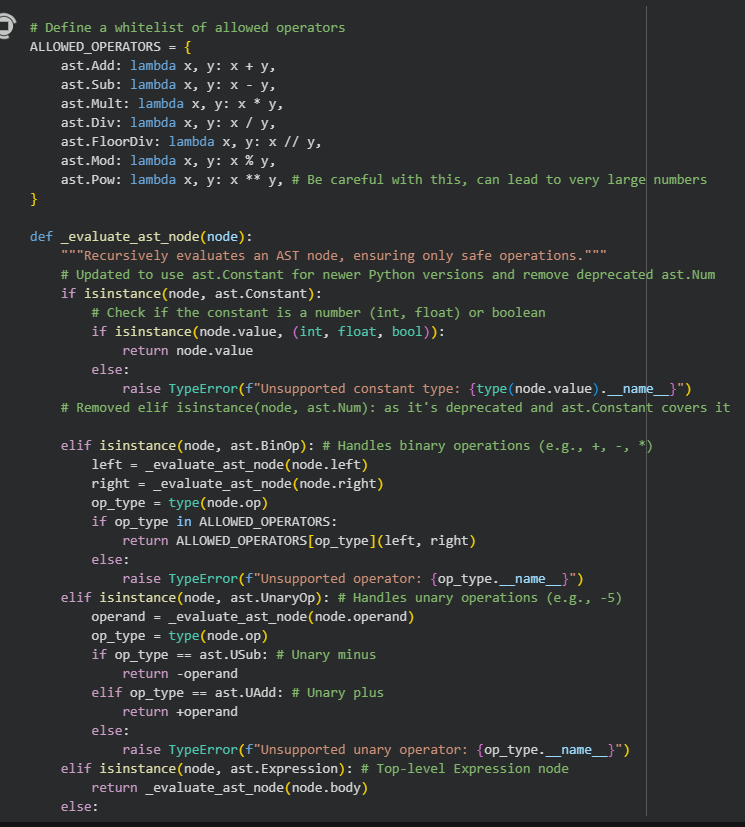 # Define a whitelist of allowed operators
ALLOWED_OPERATORS = {
    ast.Add: lambda x, y: x + y,
    ast.Sub: lambda x, y: x - y,
    ast.Mult: lambda x, y: x * y,
    ast.Div: lambda x, y: x / y,
    ast.FloorDiv: lambda x, y: x // y,
    ast.Mod: lambda x, y: x % y,
    ast.Pow: lambda x, y: x ** y, # Be careful with this, can lead to very large numbers
}

def _evaluate_ast_node(node):
    """Recursively evaluates an AST node, ensuring only safe operations."""
    # Updated to use ast.Constant for newer Python versions and remove deprecated ast.Num
    if isinstance(node, ast.Constant):
        # Check if the constant is a number (int, float) or boolean
        if isinstance(node.value, (int, float, bool)):
            return node.value
        else:
            raise TypeError(f"Unsupported constant type: {type(node.value).__name__}")
    # Removed elif isinstance(node, ast.Num): as it's deprecated and ast.Constant covers it

    elif isinstance(node, ast.BinOp): # Handles binary operations (e.g., +, -, *)
        left = _evaluate_ast_node(node.left)
        right = _evaluate_ast_node(node.right)
        op_type = type(node.op)
        if op_type in ALLOWED_OPERATORS:
            return ALLOWED_OPERATORS[op_type](left, right)
        else:
            raise TypeError(f"Unsupported operator: {op_type.__name__}")
    elif isinstance(node, ast.UnaryOp): # Handles unary operations (e.g., -5)
        operand = _evaluate_ast_node(node.operand)
        op_type = type(node.op)
        if op_type == ast.USub: # Unary minus
            return -operand
        elif op_type == ast.UAdd: # Unary plus
            return +operand
        else:
            raise TypeError(f"Unsupported unary operator: {op_type.__name__}")
    elif isinstance(node, ast.Expression): # Top-level Expression node
        return _evaluate_ast_node(node.body)
    else: